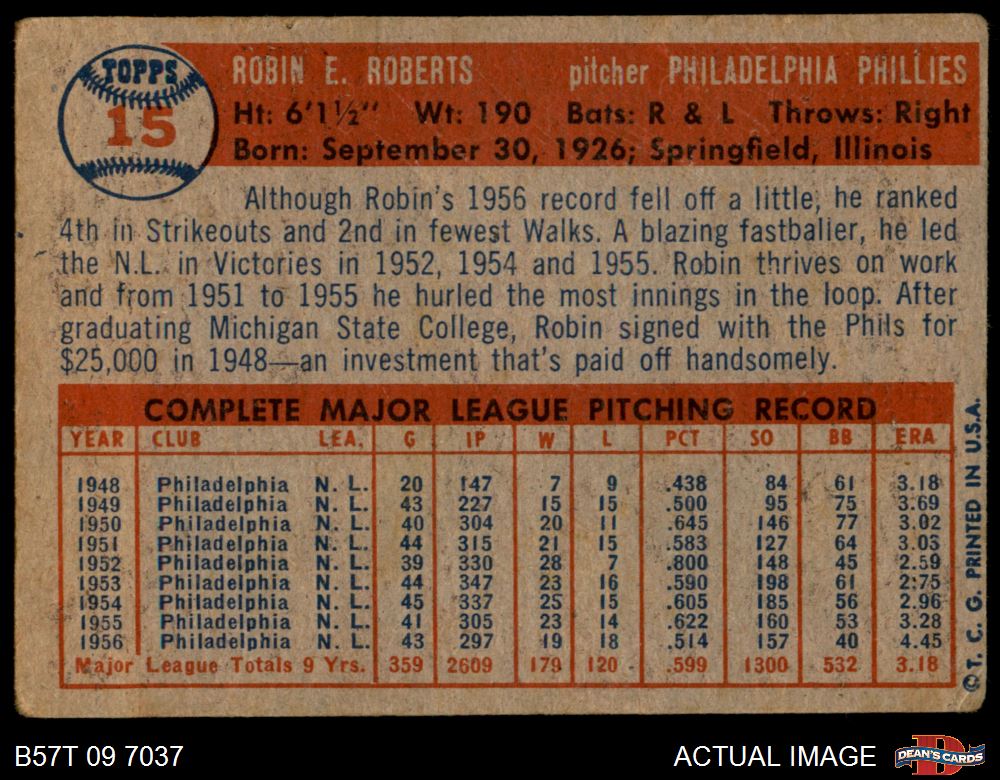 TOPPS
15
ROBIN E. ROBERTS pitcher PHILADELPHIA PHILLIES
Ht: 6'1½" Wt: 190 Bats: R & L Throws: Right
Born: September 30, 1926; Springfield, Illinois
Although Robin's 1956 record fell off a little, he ranked
4th in Strikeouts and 2nd in fewest Walks. A blazing fastballer, he led
the N.L. in Victories in 1952, 1954 and 1955. Robin thrives on work
and from 1951 to 1955 he hurled the most innings in the loop. After
graduating Michigan State College, Robin signed with the Phils for
$25,000 in 1948—an investment that's paid off handsomely.
COMPLETE MAJOR LEAGUE PITCHING RECORD
YEAR CLUB LEA. G IP W L PCT SO BB ERA
1948 Philadelphia N. L. 20 147 7 9 .438 84 61 3.18
1949 Philadelphia N. L. 43 227 15 15 .500 95 75 3.69
1950 Philadelphia N. L. 40 304 20 11 .645 146 77 3.02
1951 Philadelphia N. L. 44 315 21 15 .583 127 64 3.03
1952 Philadelphia N. L. 39 330 28 7 .800 148 45 2.59
1953 Philadelphia N. L. 44 347 23 16 .590 198 61 2.75
1954 Philadelphia N. L. 45 337 25 15 .605 185 56 2.96
1955 Philadelphia N. L. 41 305 23 14 .622 160 53 3.28
1956 Philadelphia N. L. 43 297 19 18 .514 157 40 4.45
Major League Totals 9 Yrs. 359 2609 179 120 .599 1300 532 3.18
© T. C. G. PRINTED IN U.S.A.
B57T 09 7037 ACTUAL IMAGE DEAN'S CARDS